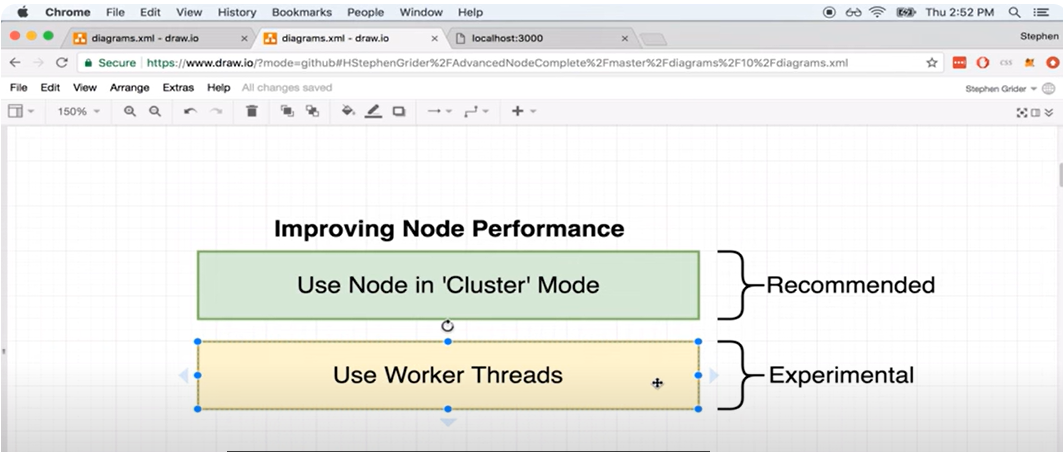 Chrome File Edit View History Bookmarks People Window Help Thu 2:52 PM
diagrams.xml - draw.io diagrams.xml - draw.io localhost:3000 Stephen
Secure https://www.draw.io/?mode=github#HStephenGrider%2FAdvancedNodeComplete%2Fmaster%2Fdiagrams%2F10%2Fdiagrams.xml CSS
File Edit View Arrange Extras Help All changes saved Stephen Grider
150%
Improving Node Performance
Use Node in 'Cluster' Mode Recommended
Use Worker Threads Experimental